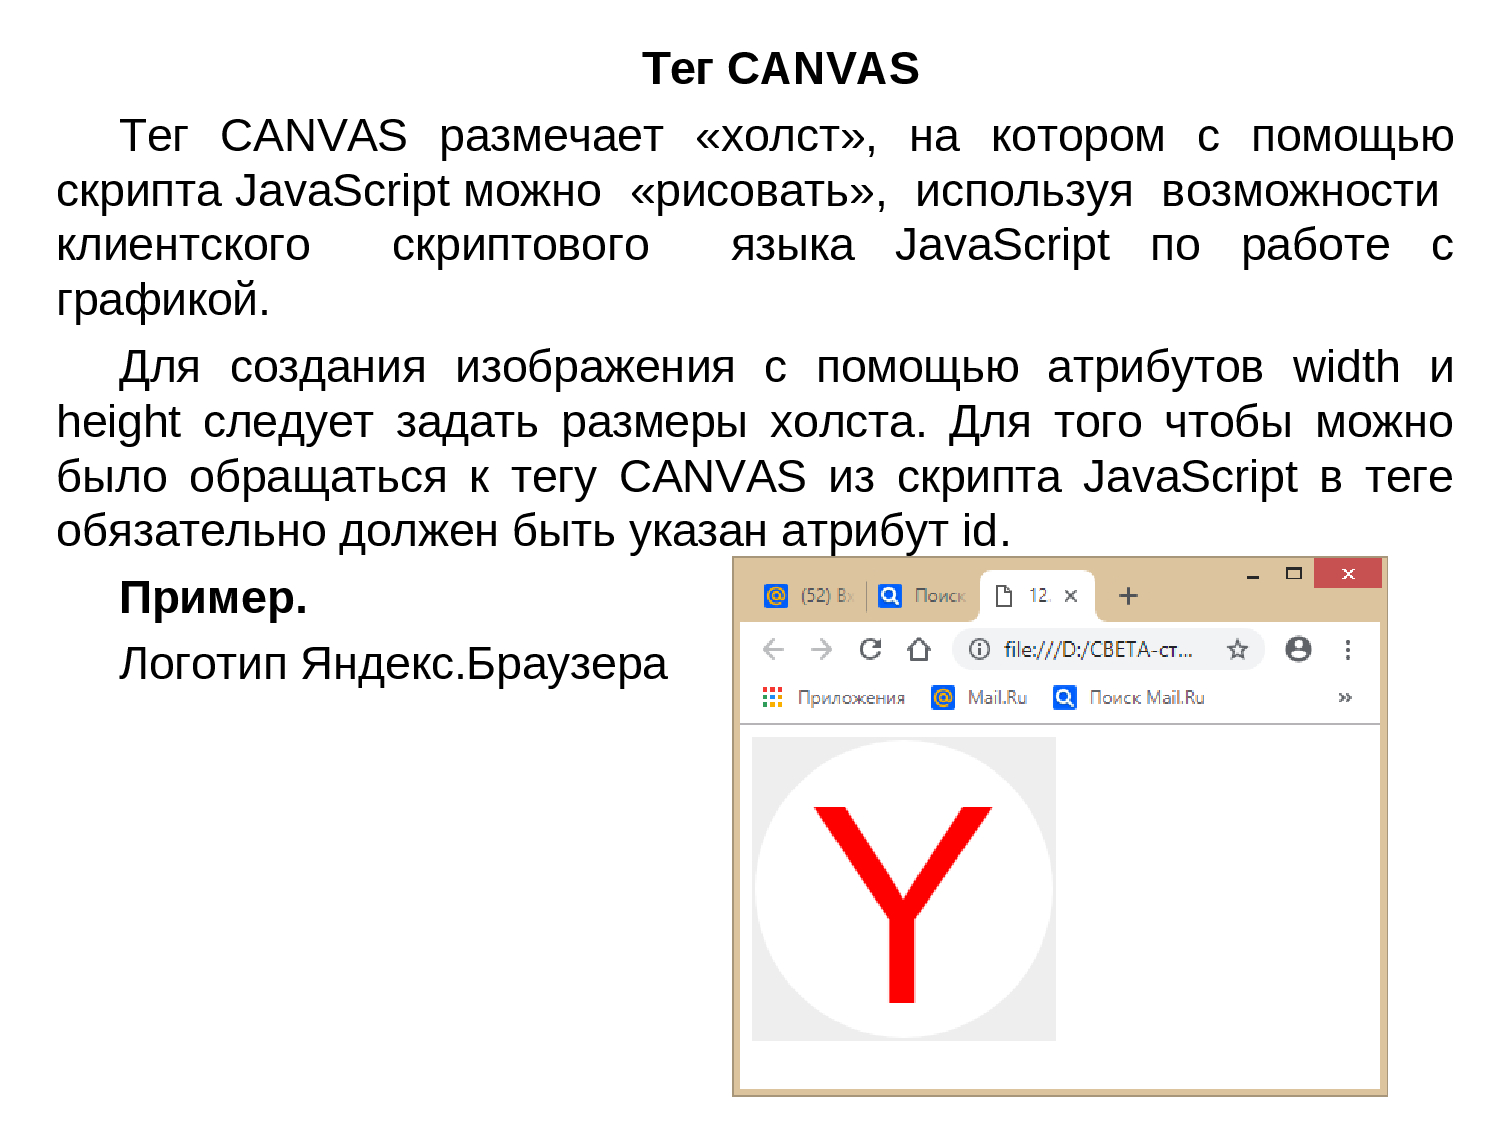 Тег CANVAS
Тег CANVAS размечает «холст», на котором с помощью
скрипта JavaScript можно «рисовать», используя возможности
клиентского скриптового языка JavaScript по работе с
графикой.
Для создания изображения с помощью атрибутов width и
height следует задать размеры холста. Для того чтобы можно
было обращаться к тегу CANVAS из скрипта JavaScript в теге
обязательно должен быть указан атрибут id.
Пример.
Логотип Яндекс.Браузера
(52) Вх Поиск 12.
file:///D:/СВЕТА-ст...
Приложения Mail.Ru Поиск Mail.Ru »
Y